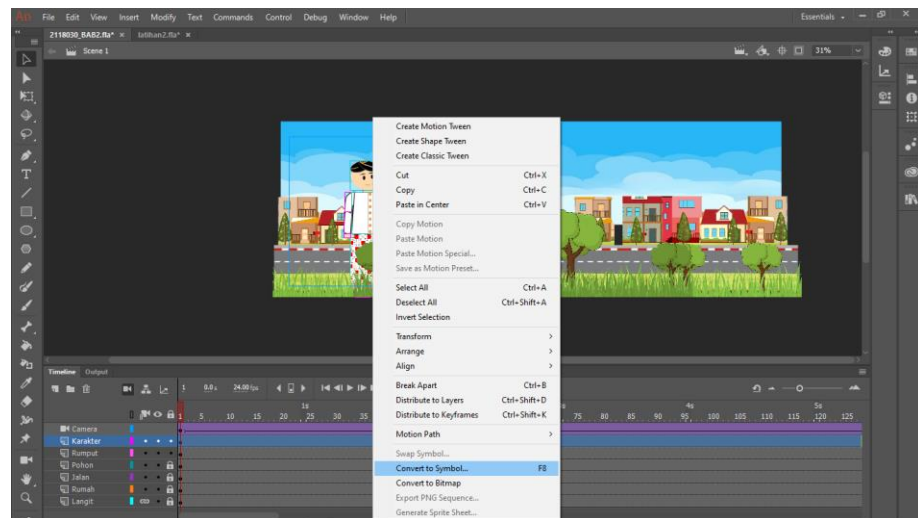 An File Edit View Insert Modify Text Commands Control Debug Window Help Essentials
2118030_BAB2.fla* × latihan2.fla* ×
Scene 1 31%
Create Motion Tween
Create Shape Tween
Create Classic Tween
Cut Ctrl+X
Copy Ctrl+C
Paste in Center Ctrl+V
Copy Motion
Paste Motion
Paste Motion Special...
Save as Motion Preset...
Select All Ctrl+A
Deselect All Ctrl+Shift+A
Invert Selection
Transform >
Arrange >
Align >
Break Apart Ctrl+B
Distribute to Layers Ctrl+Shift+D
Distribute to Keyframes Ctrl+Shift+K
Motion Path >
Swap Symbol...
Convert to Symbol... F8
Convert to Bitmap
Export PNG Sequence...
Generate Sprite Sheet...
Timeline Output
1 0.0 s 24.00 fps
1s 4s 5s
1 5 10 15 20 25 30 35 75 80 85 90 95 100 105 110 115 120 125
Camera
Karakter
Rumput
Pohon
Jalan
Rumah
Langit